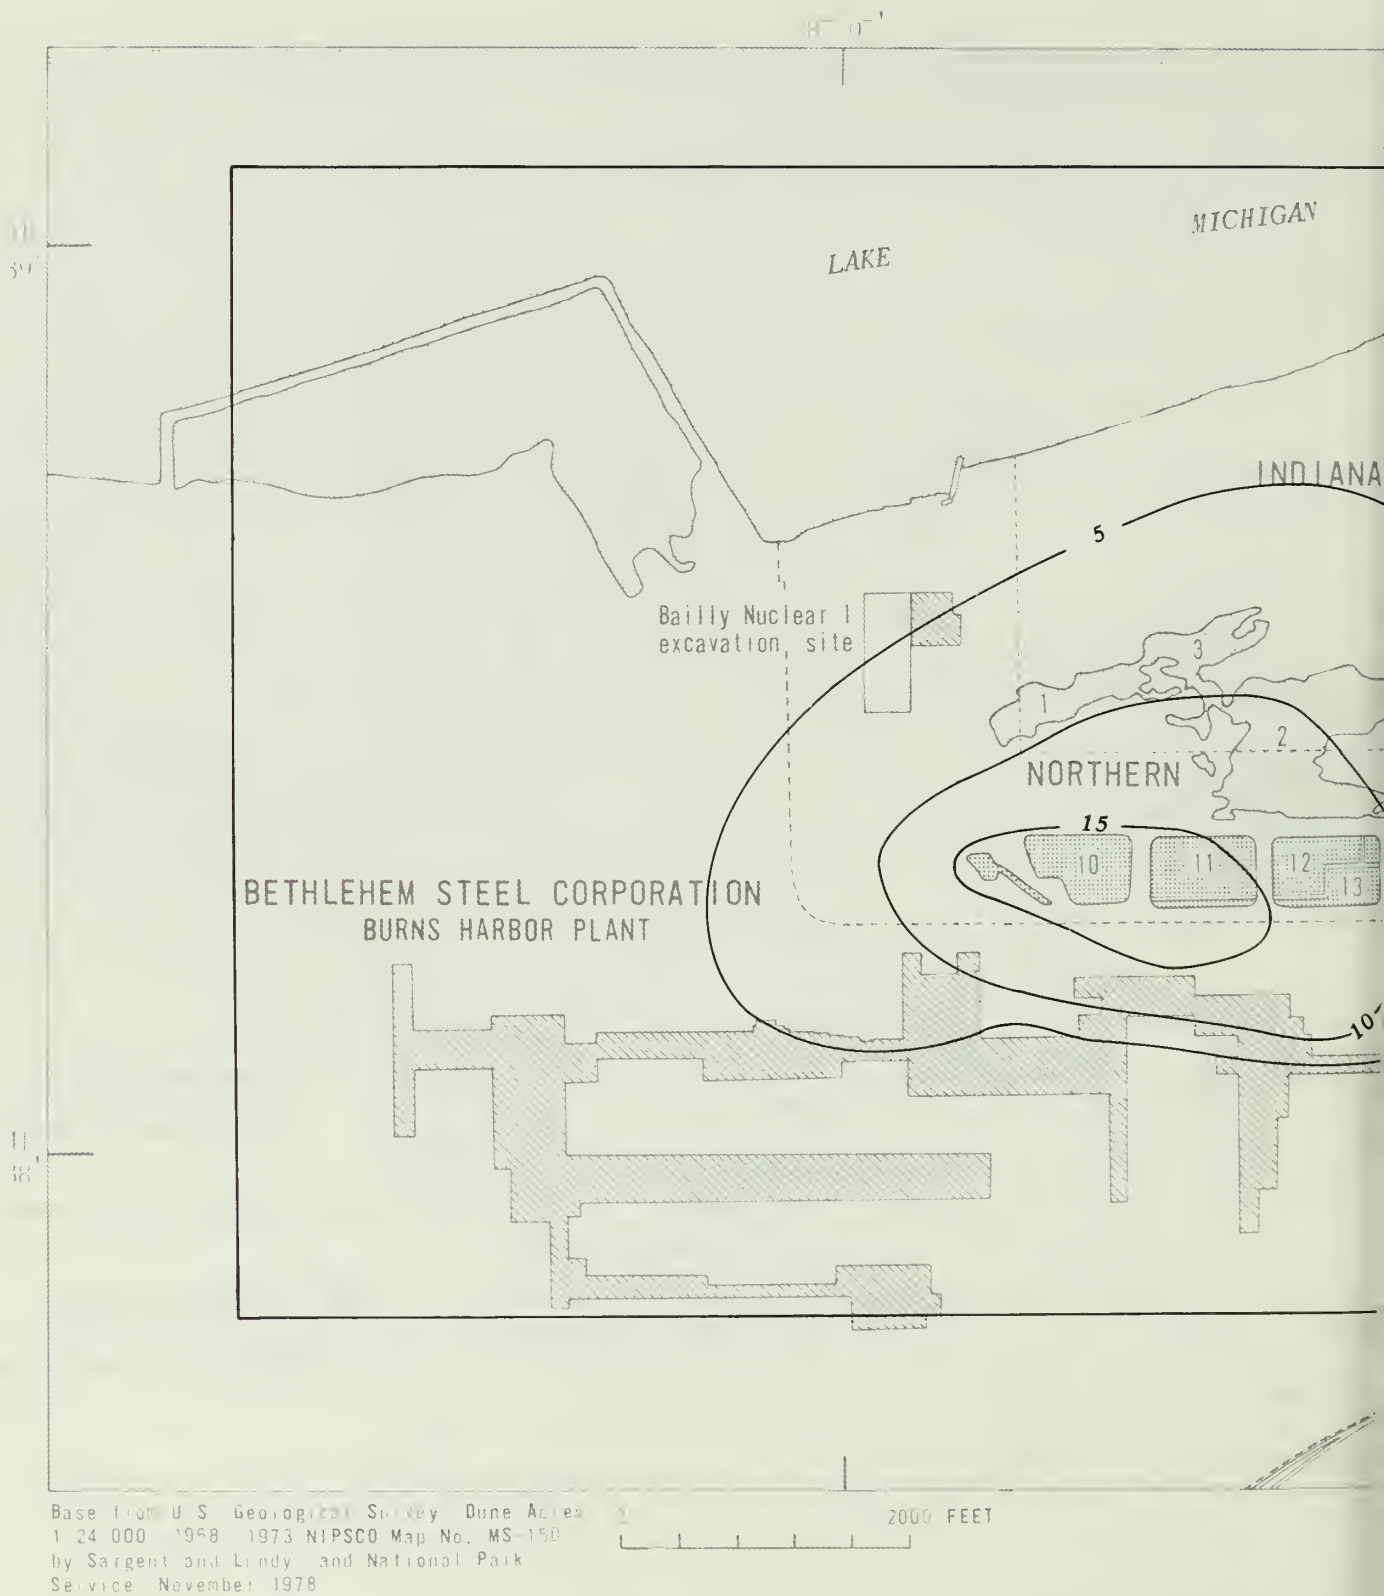 MICHIGAN
39'
LAKE
INDIANA
5
Bailly Nuclear 1
excavation site
3
1
2
NORTHERN
15
10
11
12
13
BETHLEHEM STEEL CORPORATION
BURNS HARBOR PLANT
10
38'
Base from U S Geological Survey Dune Acres
1 24 000 1968 1973 NIPSCO Map No. MS-150
by Sargent and Lundy and National Park
Service November 1978
2000 FEET